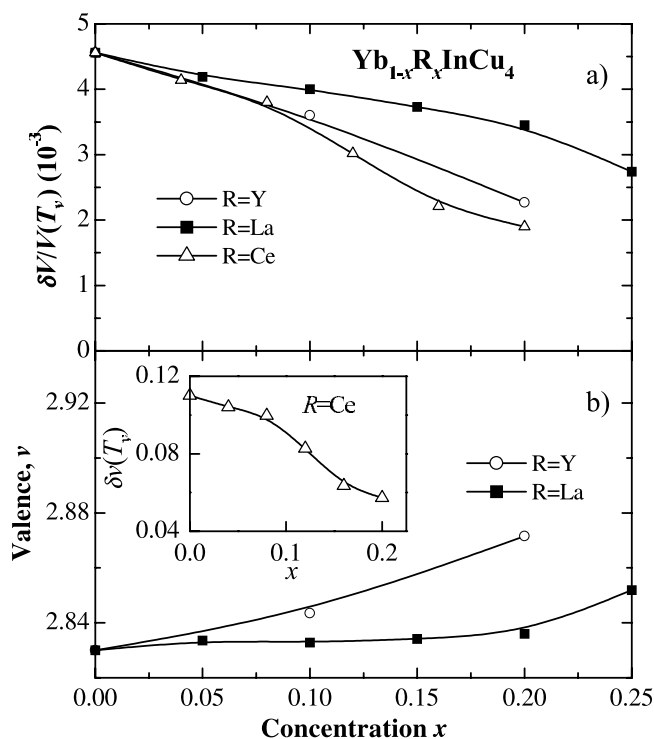 Yb₁₋ₓRₓInCu₄
a)
5
4
3
2
1
0
δV/V(Tᵥ) (10⁻³)
R=Y
R=La
R=Ce
b)
2.92
2.88
2.84
Valence, v
R=Y
R=La
0.12
0.08
0.04
δv(Tᵥ)
R=Ce
0.0 0.1 0.2
x
0.00 0.05 0.10 0.15 0.20 0.25
Concentration x